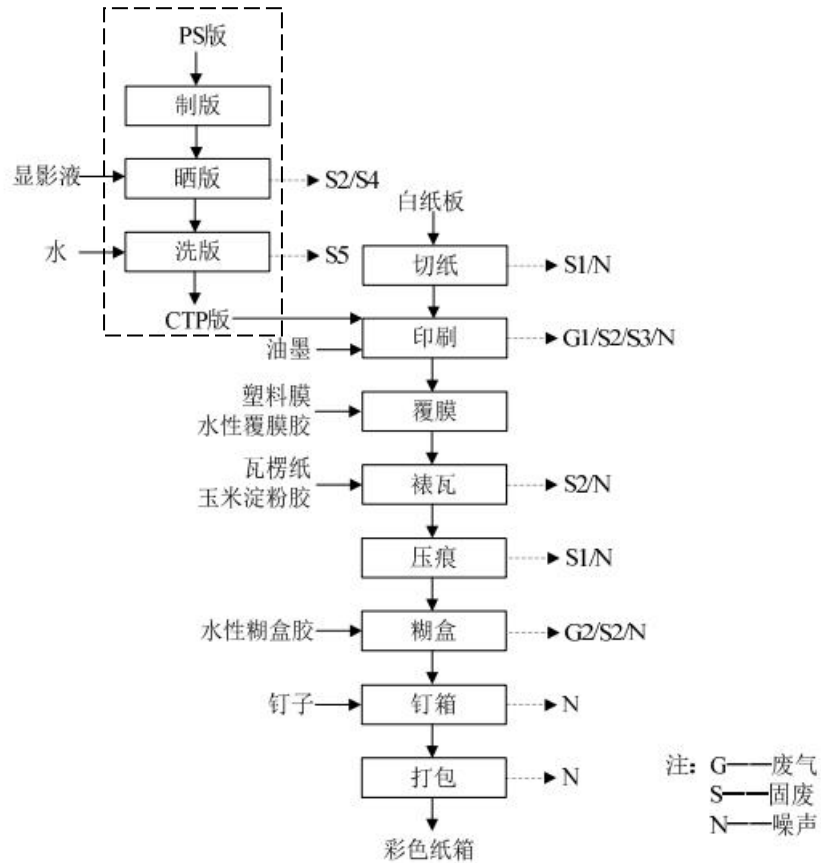 PS版
制版
显影液
晒版
S2/S4
水
洗版
S5
CTP版
白纸板
切纸
S1/N
油墨
印刷
G1/S2/S3/N
塑料膜
水性覆膜胶
覆膜
瓦楞纸
玉米淀粉胶
裱瓦
S2/N
压痕
S1/N
水性糊盒胶
糊盒
G2/S2/N
钉子
钉箱
N
打包
N
彩色纸箱
注：G——废气
S——固废
N——噪声